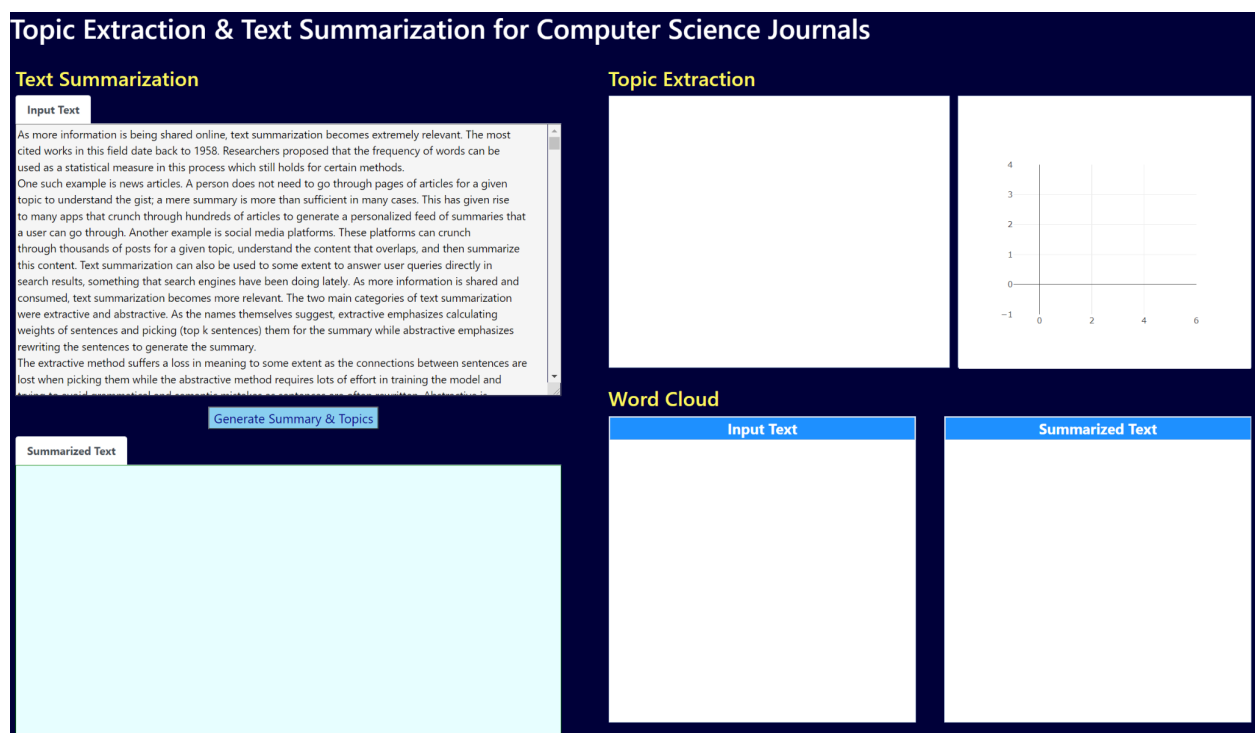 Topic Extraction & Text Summarization for Computer Science Journals
Text Summarization
Input Text
As more information is being shared online, text summarization becomes extremely relevant. The most
cited works in this field date back to 1958. Researchers proposed that the frequency of words can be
used as a statistical measure in this process which still holds for certain methods.
One such example is news articles. A person does not need to go through pages of articles for a given
topic to understand the gist; a mere summary is more than sufficient in many cases. This has given rise
to many apps that crunch through hundreds of articles to generate a personalized feed of summaries that
a user can go through. Another example is social media platforms. These platforms can crunch
through thousands of posts for a given topic, understand the content that overlaps, and then summarize
this content. Text summarization can also be used to some extent to answer user queries directly in
search results, something that search engines have been doing lately. As more information is shared and
consumed, text summarization becomes more relevant. The two main categories of text summarization
were extractive and abstractive. As the names themselves suggest, extractive emphasizes calculating
weights of sentences and picking (top k sentences) them for the summary while abstractive emphasizes
rewriting the sentences to generate the summary.
The extractive method suffers a loss in meaning to some extent as the connections between sentences are
lost when picking them while the abstractive method requires lots of effort in training the model and
Generate Summary & Topics
Summarized Text
Topic Extraction
4
3
2
1
0
−1
0 2 4 6
Word Cloud
Input Text
Summarized Text